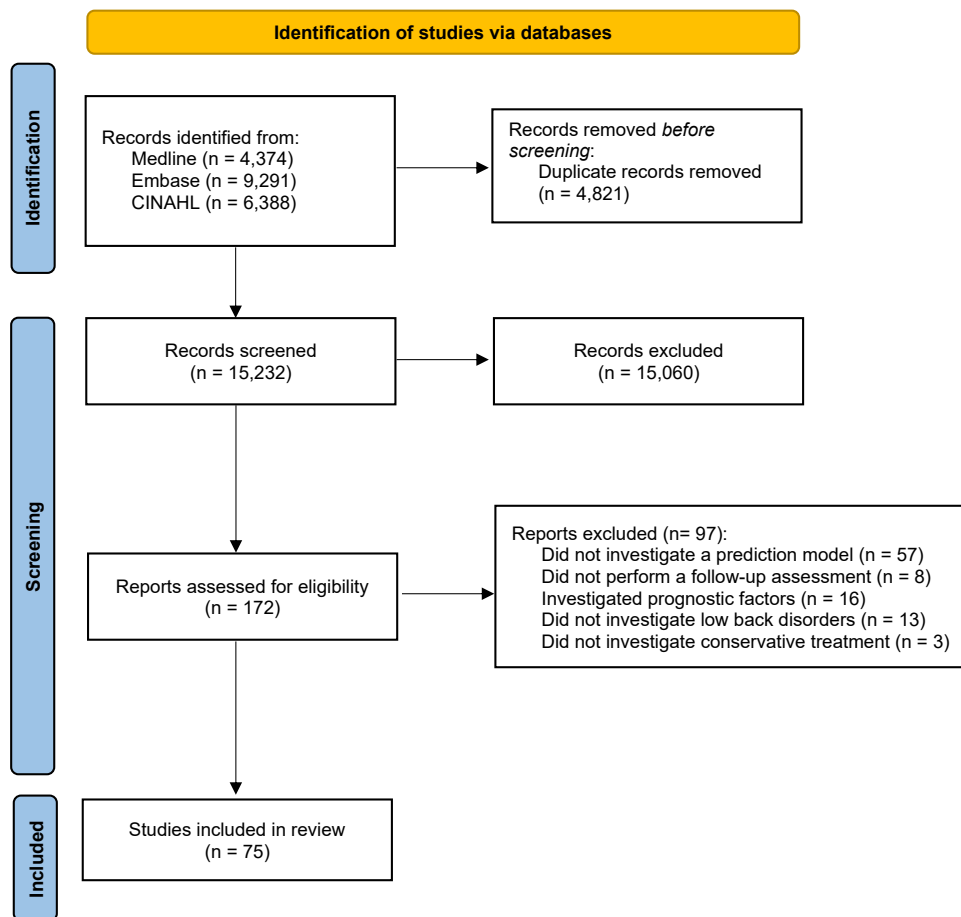 Identification of studies via databases
Identification
Records identified from:
Medline (n = 4,374)
Embase (n = 9,291)
CINAHL (n = 6,388)
Records removed before
screening:
Duplicate records removed
(n = 4,821)
Screening
Records screened
(n = 15,232)
Records excluded
(n = 15,060)
Reports assessed for eligibility
(n = 172)
Reports excluded (n= 97):
Did not investigate a prediction model (n = 57)
Did not perform a follow-up assessment (n = 8)
Investigated prognostic factors (n = 16)
Did not investigate low back disorders (n = 13)
Did not investigate conservative treatment (n = 3)
Included
Studies included in review
(n = 75)